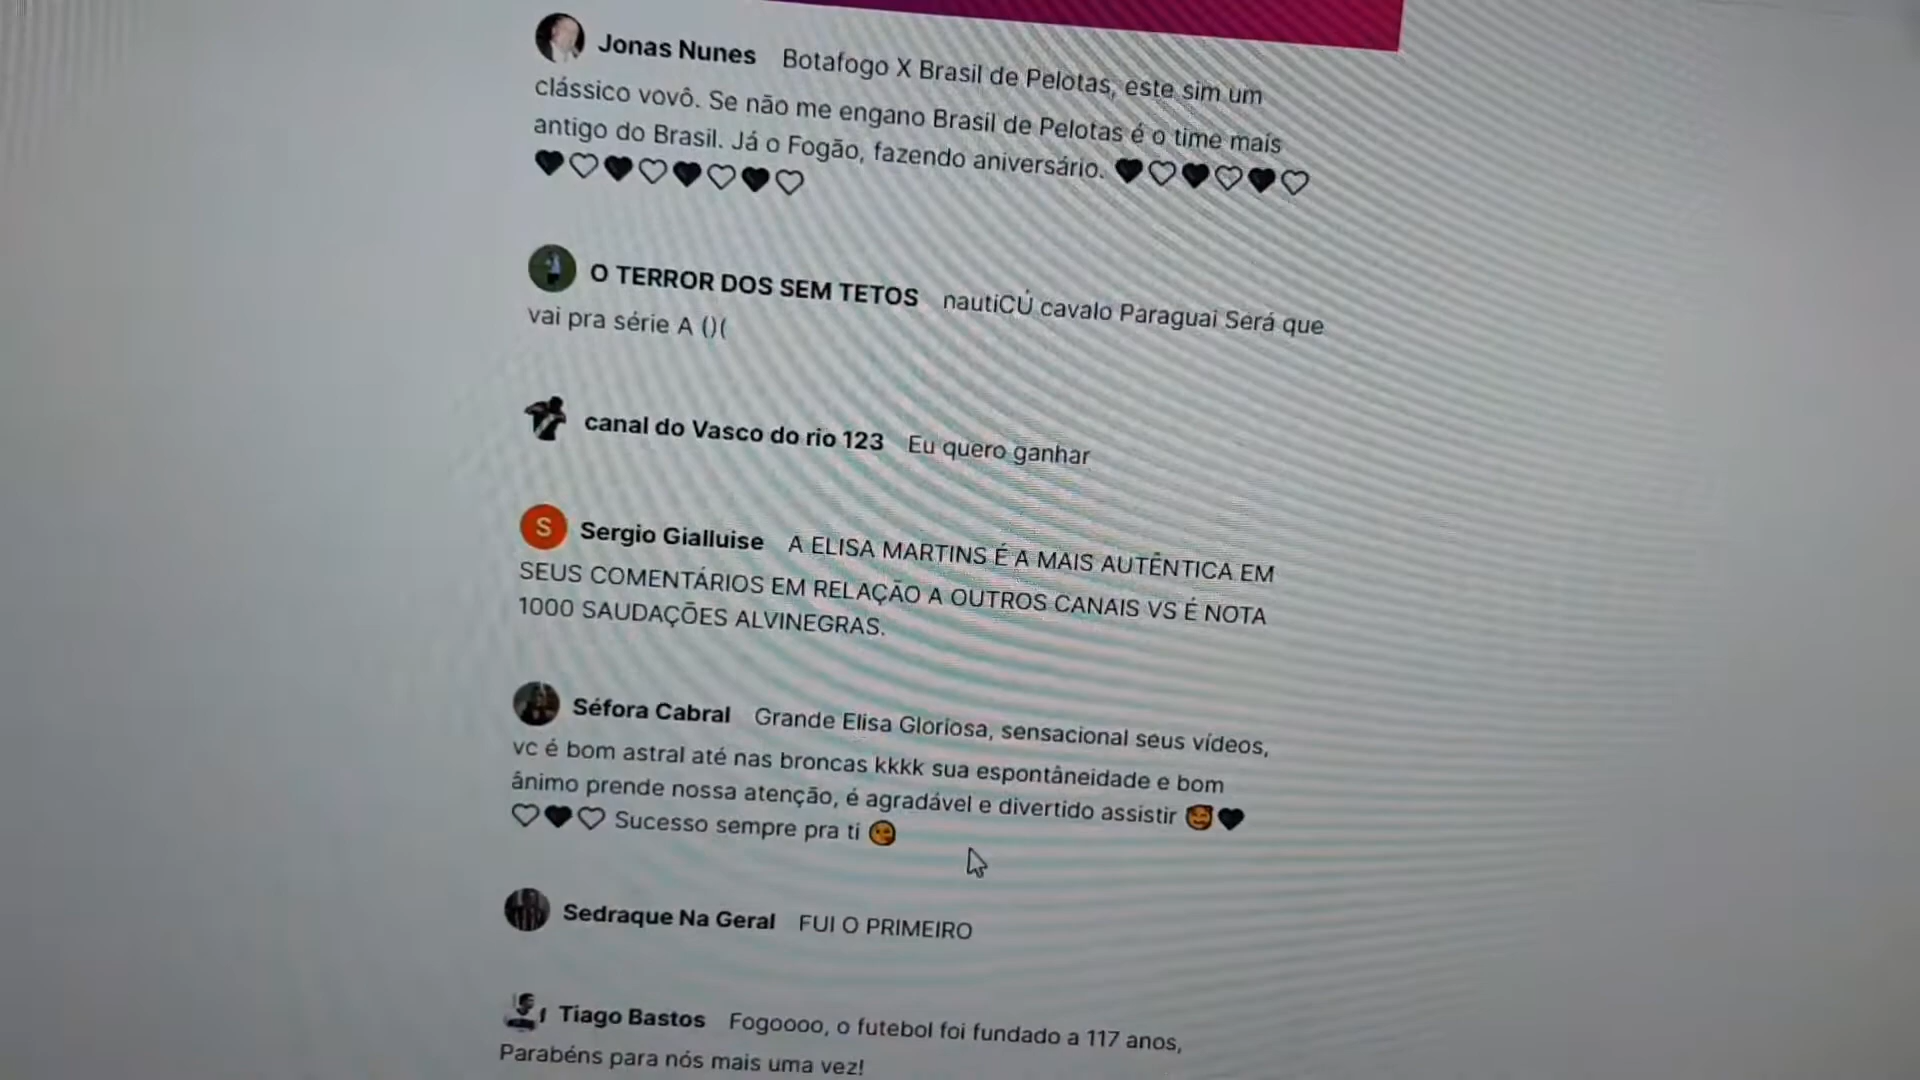 Jonas Nunes Botafogo X Brasil de Pelotas, este sim um
clássico vovô. Se não me engano Brasil de Pelotas é o time mais
antigo do Brasil. Já o Fogão, fazendo aniversário. 🖤🤍🖤🤍🖤🤍
🖤🤍🖤🤍🖤🤍🖤🤍
O TERROR DOS SEM TETOS nautiCÚ cavalo Paraguai Será que
vai pra série A ()(
canal do Vasco do rio 123 Eu quero ganhar
S Sergio Gialluise A ELISA MARTINS É A MAIS AUTÊNTICA EM
SEUS COMENTÁRIOS EM RELAÇÃO A OUTROS CANAIS VS É NOTA
1000 SAUDAÇÕES ALVINEGRAS.
Séfora Cabral Grande Elisa Gloriosa, sensacional seus vídeos,
vc é bom astral até nas broncas kkkk sua espontâneidade e bom
ânimo prende nossa atenção, é agradável e divertido assistir 🥰🖤
🤍🖤🤍 Sucesso sempre pra ti 😘
Sedraque Na Geral FUI O PRIMEIRO
Tiago Bastos Fogoooo, o futebol foi fundado a 117 anos,
Parabéns para nós mais uma vez!